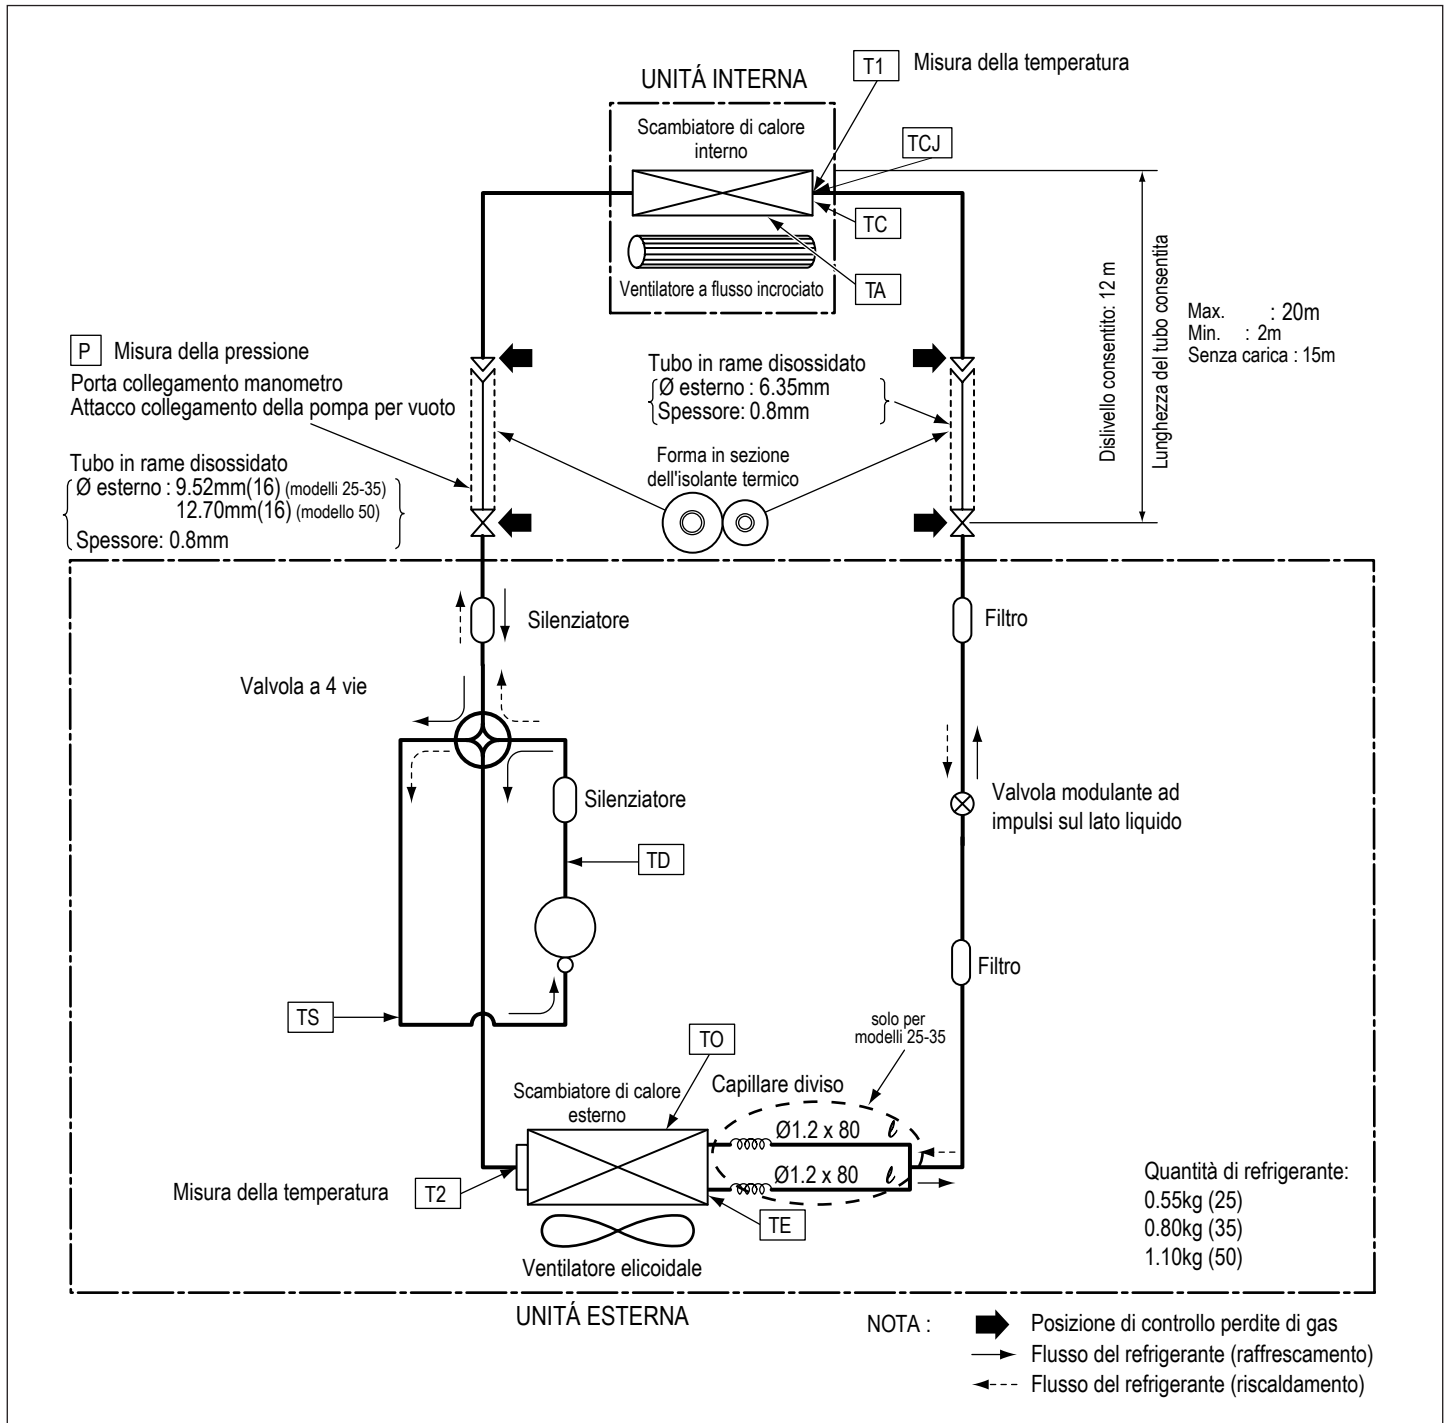 T1 Misura della temperatura
UNITÁ INTERNA
Scambiatore di calore
interno
TCJ
TC
TA
Ventilatore a flusso incrociato
Dislivello consentito: 12 m
Lunghezza del tubo consentita
Max. : 20m
Min. : 2m
Senza carica : 15m
P Misura della pressione
Porta collegamento manometro
Attacco collegamento della pompa per vuoto
Tubo in rame disossidato
Ø esterno : 6.35mm
Spessore: 0.8mm
Forma in sezione
dell'isolante termico
Tubo in rame disossidato
Ø esterno : 9.52mm(16) (modelli 25-35)
12.70mm(16) (modello 50)
Spessore: 0.8mm
Silenziatore
Filtro
Valvola a 4 vie
Silenziatore
Valvola modulante ad
impulsi sul lato liquido
TD
Filtro
TS
solo per
modelli 25-35
TO
Capillare diviso
Scambiatore di calore
esterno
Ø1.2 x 80 ℓ
Ø1.2 x 80 ℓ
Misura della temperatura T2
TE
Ventilatore elicoidale
Quantità di refrigerante:
0.55kg (25)
0.80kg (35)
1.10kg (50)
UNITÁ ESTERNA
NOTA :
Posizione di controllo perdite di gas
Flusso del refrigerante (raffrescamento)
Flusso del refrigerante (riscaldamento)